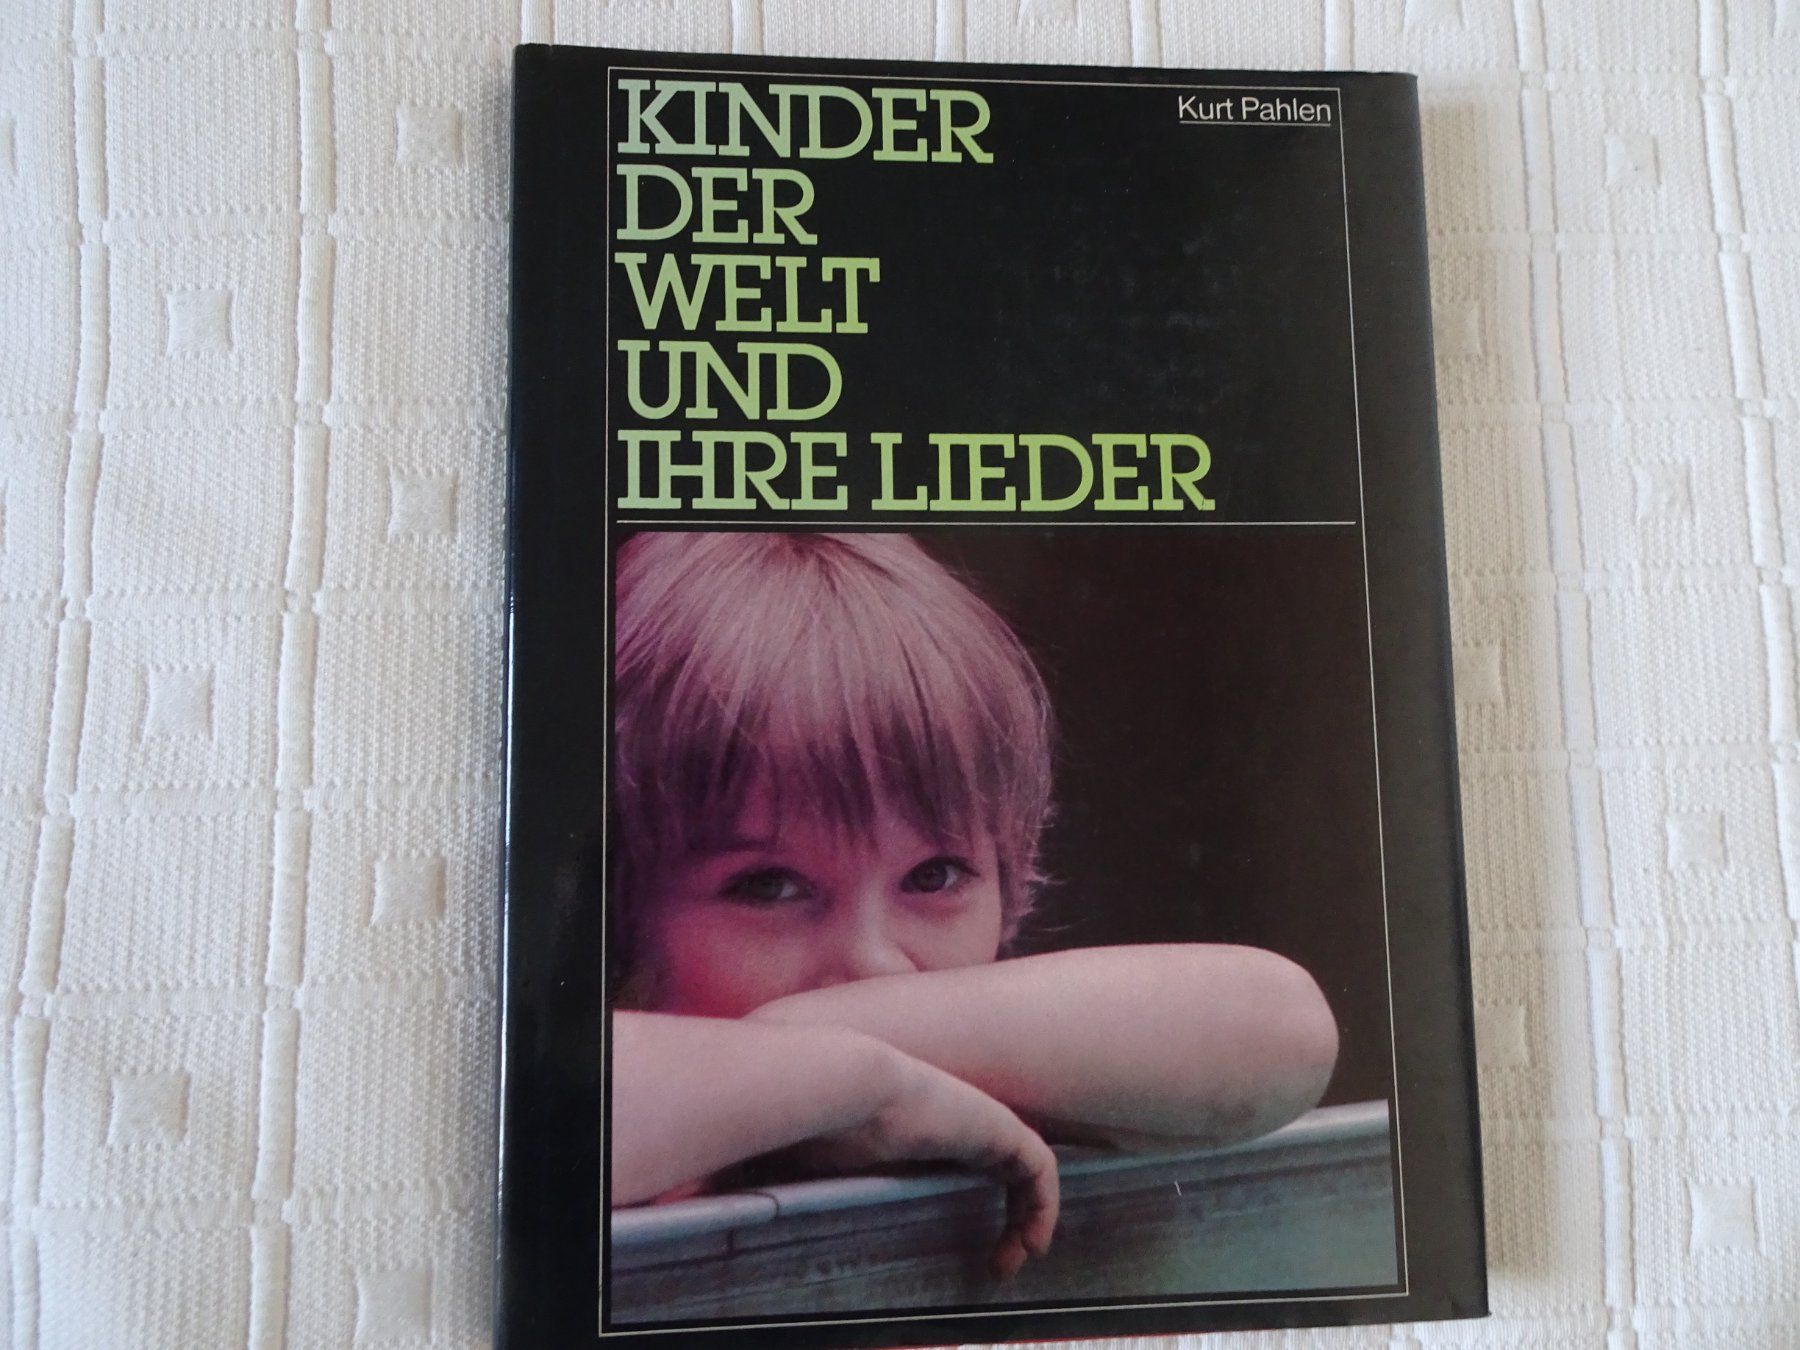 KINDER
DER
WELT
UND
IHRE LIEDER
Kurt Pahlen